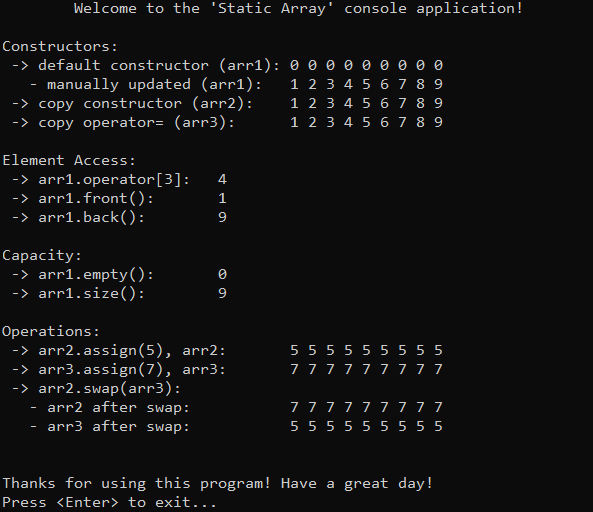 Welcome to the 'Static Array' console application!
Constructors:
-> default constructor (arr1): 0 0 0 0 0 0 0 0 0
- manually updated (arr1): 1 2 3 4 5 6 7 8 9
-> copy constructor (arr2): 1 2 3 4 5 6 7 8 9
-> copy operator= (arr3): 1 2 3 4 5 6 7 8 9
Element Access:
-> arr1.operator[3]: 4
-> arr1.front(): 1
-> arr1.back(): 9
Capacity:
-> arr1.empty(): 0
-> arr1.size(): 9
Operations:
-> arr2.assign(5), arr2: 5 5 5 5 5 5 5 5 5
-> arr3.assign(7), arr3: 7 7 7 7 7 7 7 7 7
-> arr2.swap(arr3):
- arr2 after swap: 7 7 7 7 7 7 7 7 7
- arr3 after swap: 5 5 5 5 5 5 5 5 5
Thanks for using this program! Have a great day!
Press <Enter> to exit...